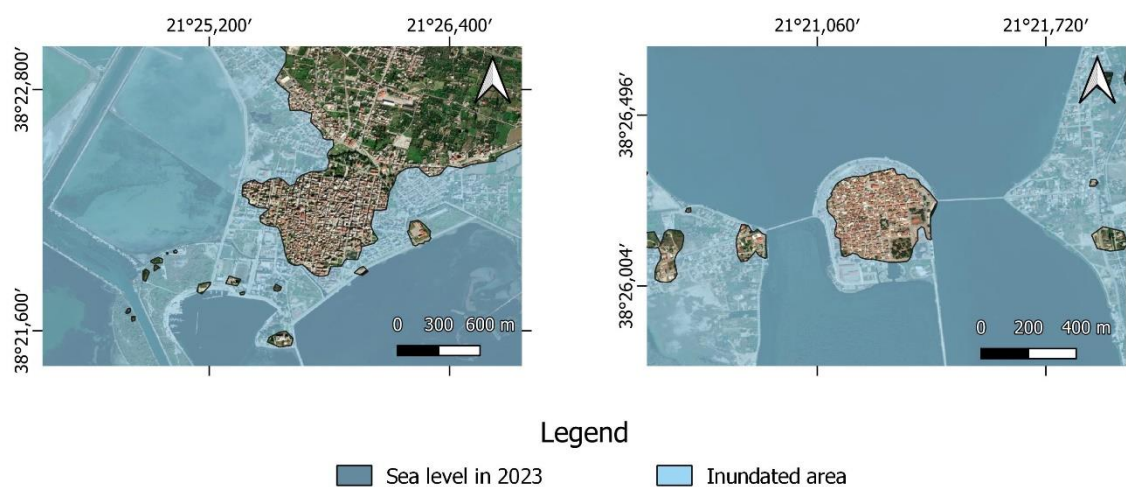 21°25,200′ 21°26,400′ 21°21,060′ 21°21,720′
38°22,800′
38°21,600′
38°26,496′
38°26,004′
0 300 600 m
0 200 400 m
Legend
Sea level in 2023 Inundated area